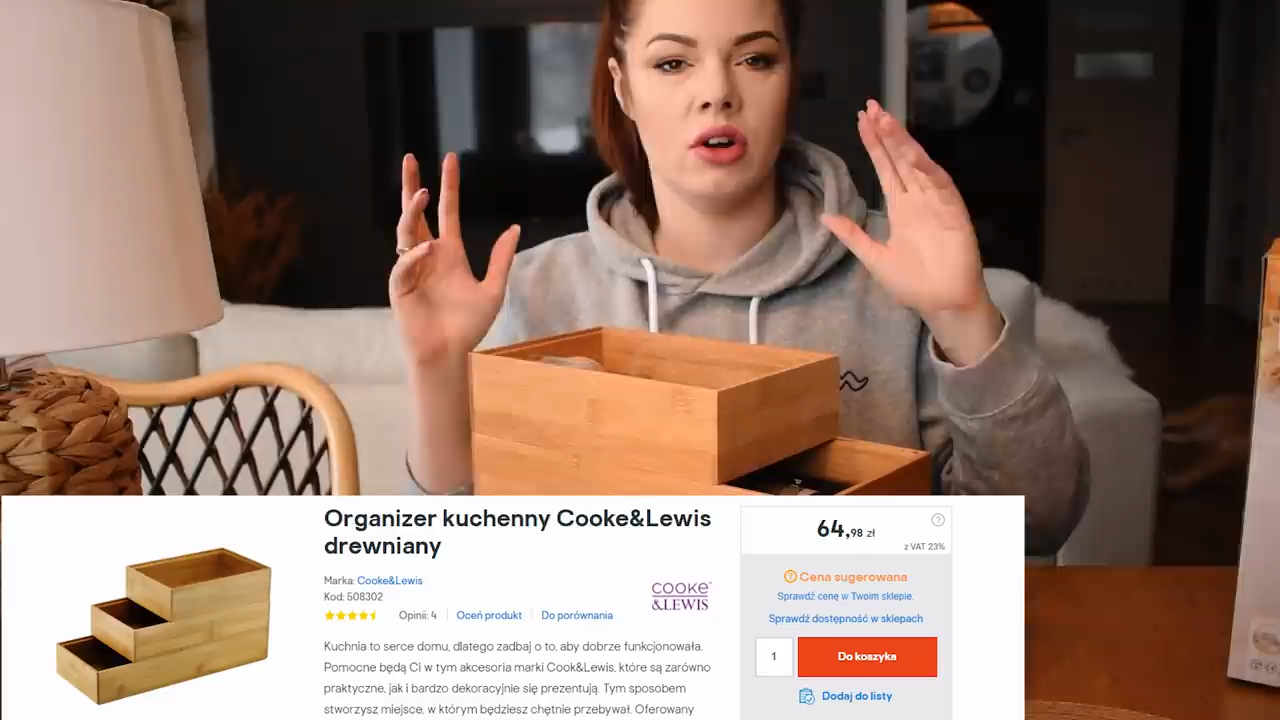 Organizer kuchenny Cooke&Lewis
drewniany
Marka: Cooke&Lewis
Kod: 508302
Opinii: 4
Oceń produkt
Do porównania
cooke
&LEWIS
Kuchnia to serce domu, dlatego zadbaj o to, aby dobrze funkcjonowała.
Pomocne będą Ci w tym akcesoria marki Cook&Lewis, które są zarówno
praktyczne, jak i bardzo dekoracyjnie się prezentują. Tym sposobem
stworzysz miejsce, w którym będziesz chętnie przebywał. Oferowany
64,98 zł
?
z VAT 23%
? Cena sugerowana
Sprawdź cenę w Twoim sklepie.
Sprawdź dostępność w sklepach
1
Do koszyka
Dodaj do listy